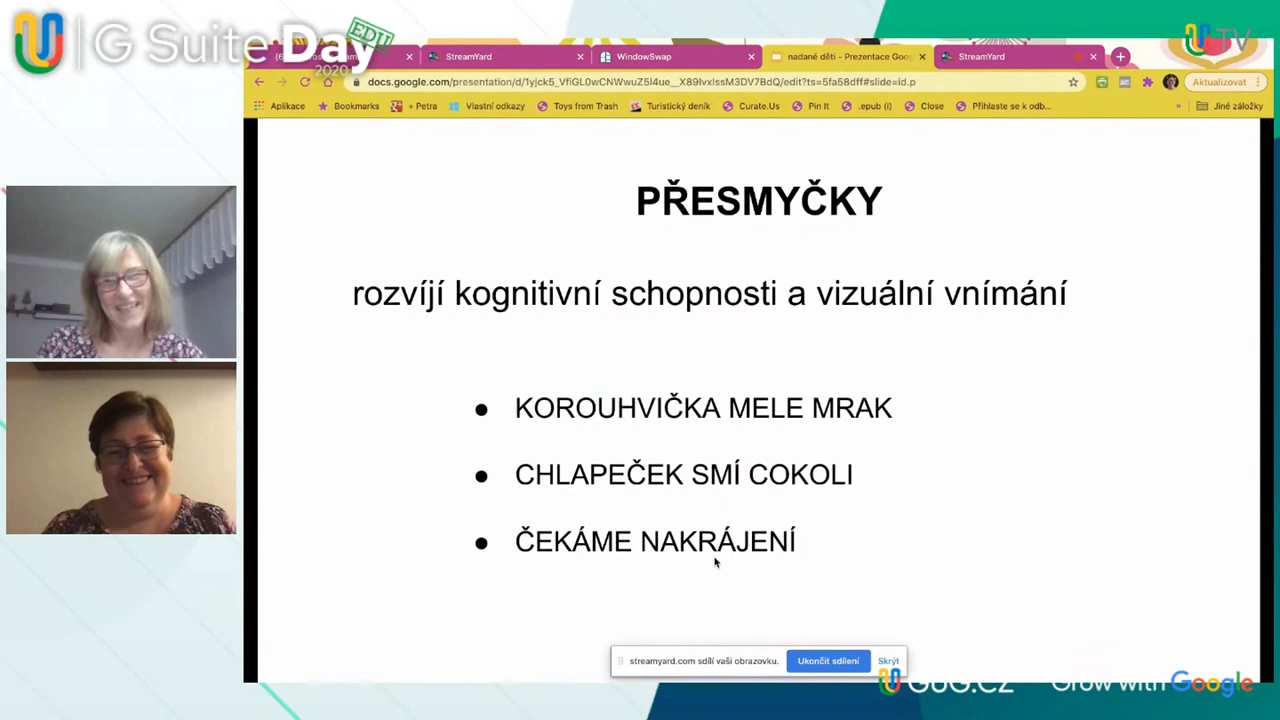 G Suite Day
EDU
2020
TV
StreamYard
WindowSwap
nadané děti - Prezentace Goo
StreamYard
docs.google.com/presentation/d/1yjck5_VfiGL0wCNWwuZ5l4ue_X89IvxIssM3DV7BdQ/edit?ts=5fa58dff#slide=id.p
Aktualizovat
Aplikace
Bookmarks
+ Petra
Vlastní odkazy
Toys from Trash
Turistický deník
Curate.Us
Pin It
.epub (i)
Close
Přihlaste se k odb...
Jiné záložky
PŘESMYČKY
rozvíjí kognitivní schopnosti a vizuální vnímání
KOROUHVIČKA MELE MRAK
CHLAPEČEK SMÍ COKOLI
ČEKÁME NAKRÁJENÍ
streamyard.com sdílí vaši obrazovku.
Ukončit sdílení
Skrýt
GUG.CZ
Grow with Google